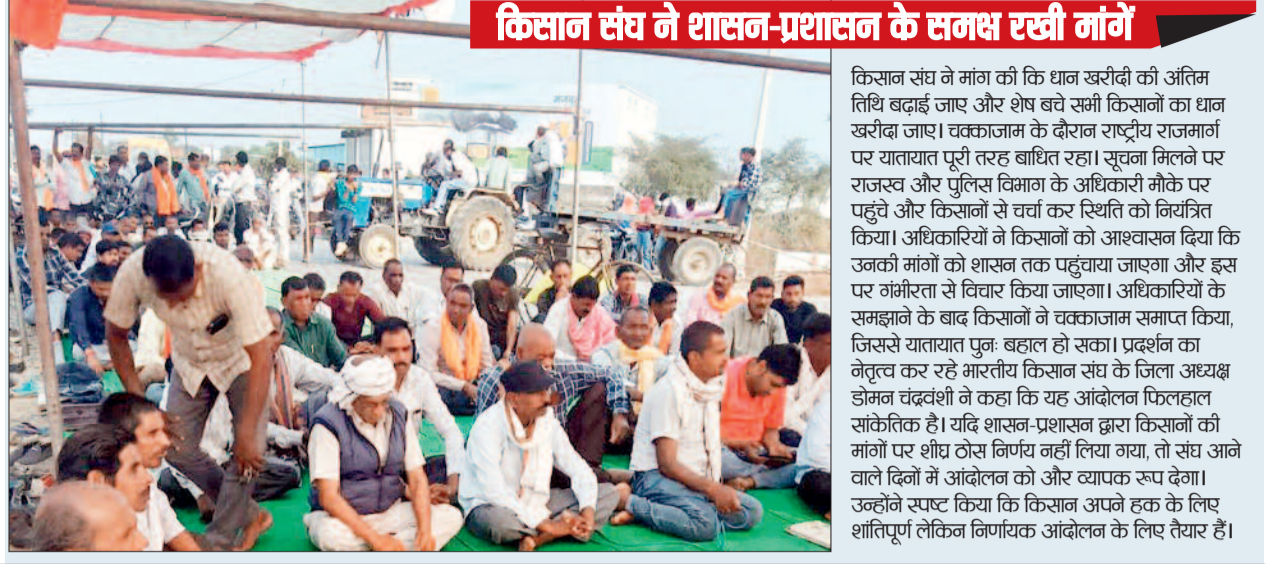 किसान संघ ने शासन-प्रशासन के समक्ष रखी मांगें
किसान संघ ने मांग की कि धान खरीदी की अंतिम
तिथि बढ़ाई जाए और शेष बचे सभी किसानों का धान
खरीदा जाए। चक्काजाम के दौरान राष्ट्रीय राजमार्ग
पर यातायात पूरी तरह बाधित रहा। सूचना मिलने पर
राजस्व और पुलिस विभाग के अधिकारी मौके पर
पहुंचे और किसानों से चर्चा कर स्थिति को नियंत्रित
किया। अधिकारियों ने किसानों को आश्वासन दिया कि
उनकी मांगों को शासन तक पहुंचाया जाएगा और इस
पर गंभीरता से विचार किया जाएगा। अधिकारियों के
समझाने के बाद किसानों ने चक्काजाम समाप्त किया,
जिससे यातायात पुनः बहाल हो सका। प्रदर्शन का
नेतृत्व कर रहे भारतीय किसान संघ के जिला अध्यक्ष
डोमन चंद्रवंशी ने कहा कि यह आंदोलन फिलहाल
सांकेतिक है। यदि शासन-प्रशासन द्वारा किसानों की
मांगों पर शीघ्र ठोस निर्णय नहीं लिया गया, तो संघ आने
वाले दिनों में आंदोलन को और व्यापक रूप देगा।
उन्होंने स्पष्ट किया कि किसान अपने हक के लिए
शांतिपूर्ण लेकिन निर्णायक आंदोलन के लिए तैयार हैं।